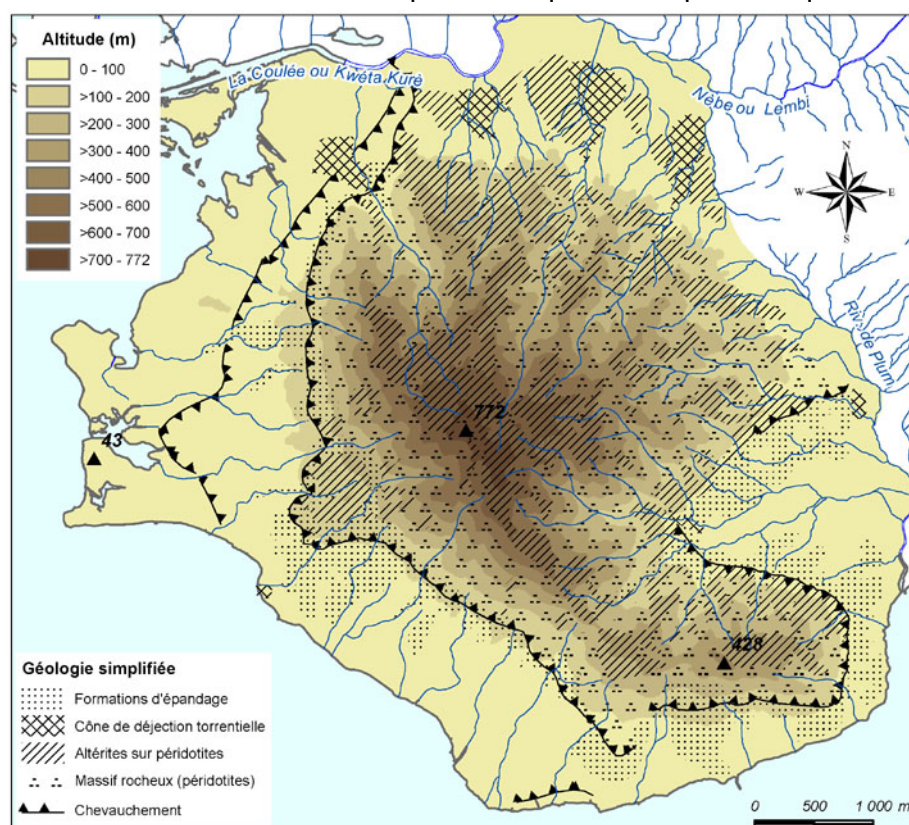 Altitude (m)
0 - 100
>100 - 200
>200 - 300
>300 - 400
>400 - 500
>500 - 600
>600 - 700
>700 - 772
La Coulée ou Kwéta Kuré
Nèbe ou Lembi
N
W
E
S
Riv. de Plum
772
43
428
Géologie simplifiée
Formations d'épandage
Cône de déjection torrentielle
Altérites sur péridotites
Massif rocheux (péridotites)
Chevauchement
0 500 1 000 m